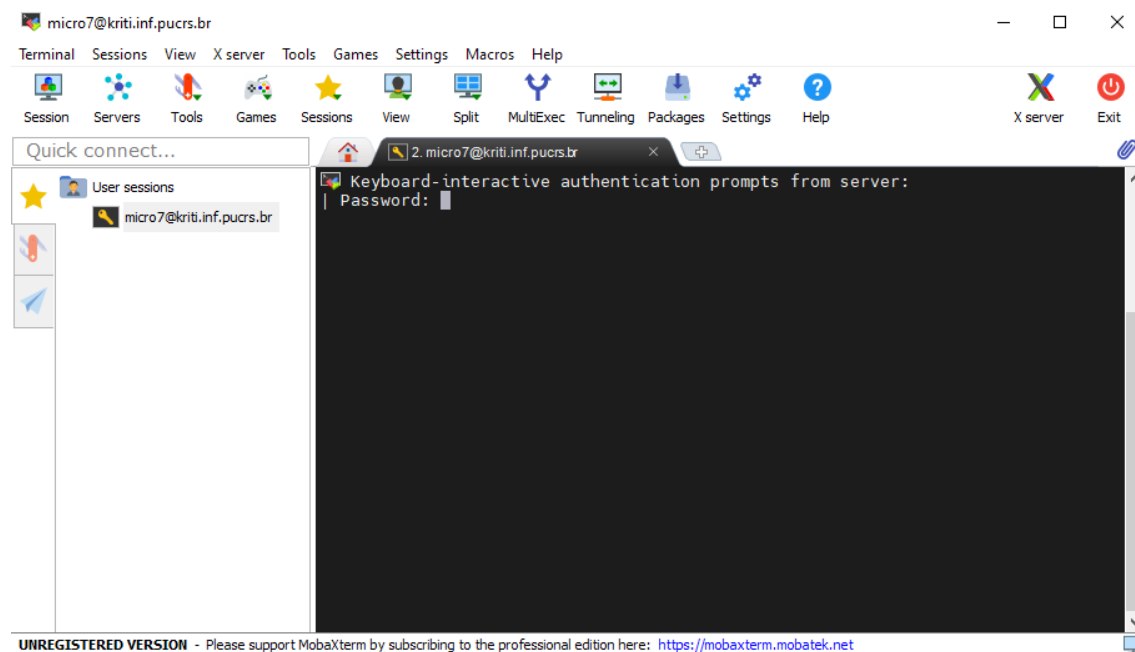 micro7@kriti.inf.pucrs.br
Terminal Sessions View X server Tools Games Settings Macros Help
Session Servers Tools Games Sessions View Split MultiExec Tunneling Packages Settings Help X server Exit
Quick connect...
2. micro7@kriti.inf.pucrs.br
User sessions
micro7@kriti.inf.pucrs.br
Keyboard-interactive authentication prompts from server:
| Password:
UNREGISTERED VERSION - Please support MobaXterm by subscribing to the professional edition here: https://mobaxterm.mobatek.net